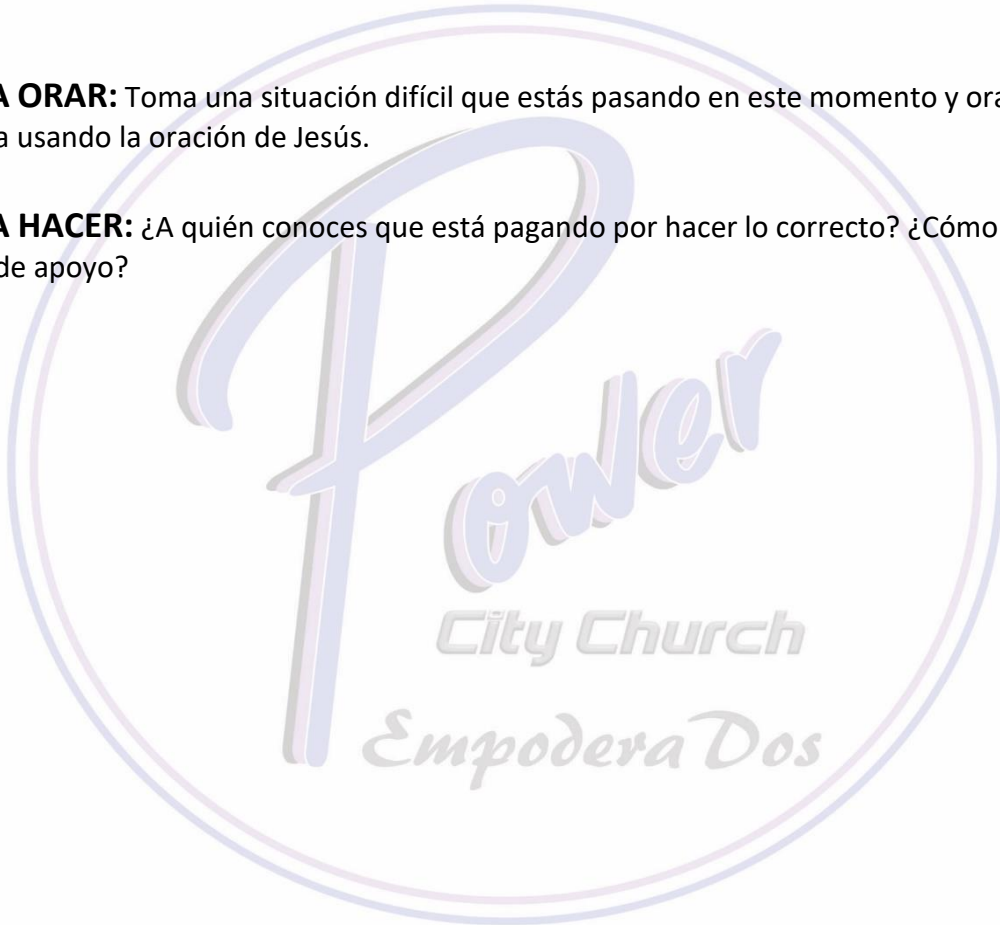 A ORAR: Toma una situación difícil que estás pasando en este momento y ora
a usando la oración de Jesús.
A HACER: ¿A quién conoces que está pagando por hacer lo correcto? ¿Cómo
de apoyo?
Power
City Church
EmpoderaDos